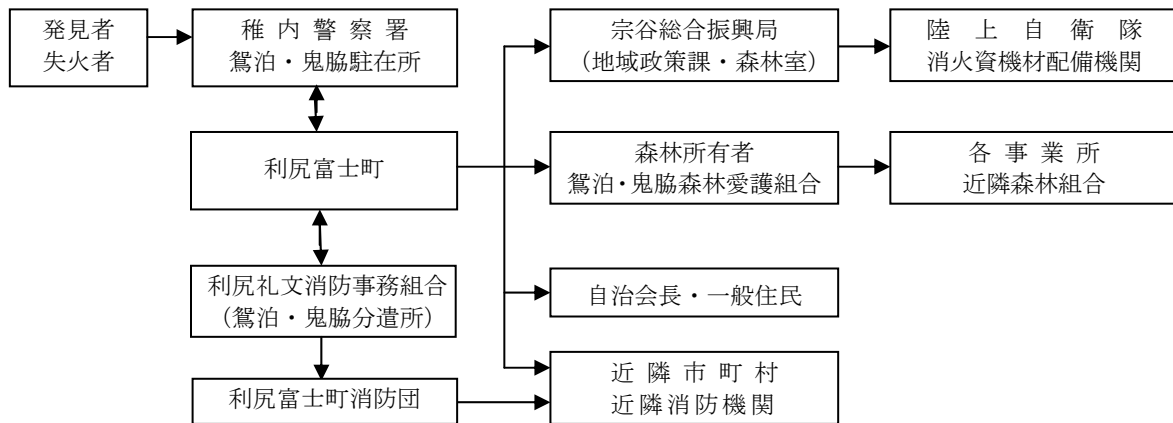 発見者
失火者
稚内警察署
鴛泊・鬼脇駐在所
宗谷総合振興局
（地域政策課・森林室）
陸上自衛隊
消火資機材配備機関
利尻富士町
森林所有者
鴛泊・鬼脇森林愛護組合
各事業所
近隣森林組合
利尻礼文消防事務組合
（鴛泊・鬼脇分遣所）
自治会長・一般住民
利尻富士町消防団
近隣市町村
近隣消防機関